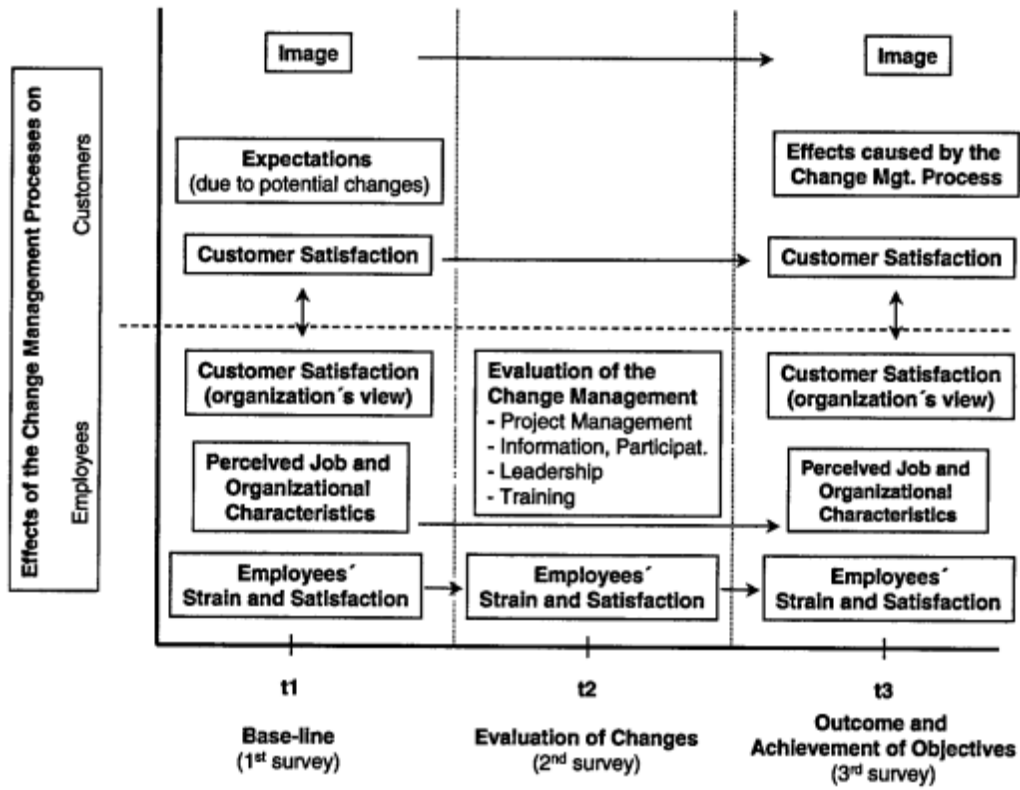 Effects of the Change Management Processes on
Customers
Employees
Image
Image
Expectations
(due to potential changes)
Effects caused by the
Change Mgt. Process
Customer Satisfaction
Customer Satisfaction
Customer Satisfaction
(organization´s view)
Evaluation of the
Change Management
- Project Management
- Information, Participat.
- Leadership
- Training
Customer Satisfaction
(organization´s view)
Perceived Job and
Organizational
Characteristics
Perceived Job and
Organizational
Characteristics
Employees´
Strain and Satisfaction
Employees´
Strain and Satisfaction
Employees´
Strain and Satisfaction
t1
t2
t3
Base-line
(1st survey)
Evaluation of Changes
(2nd survey)
Outcome and
Achievement of Objectives
(3rd survey)